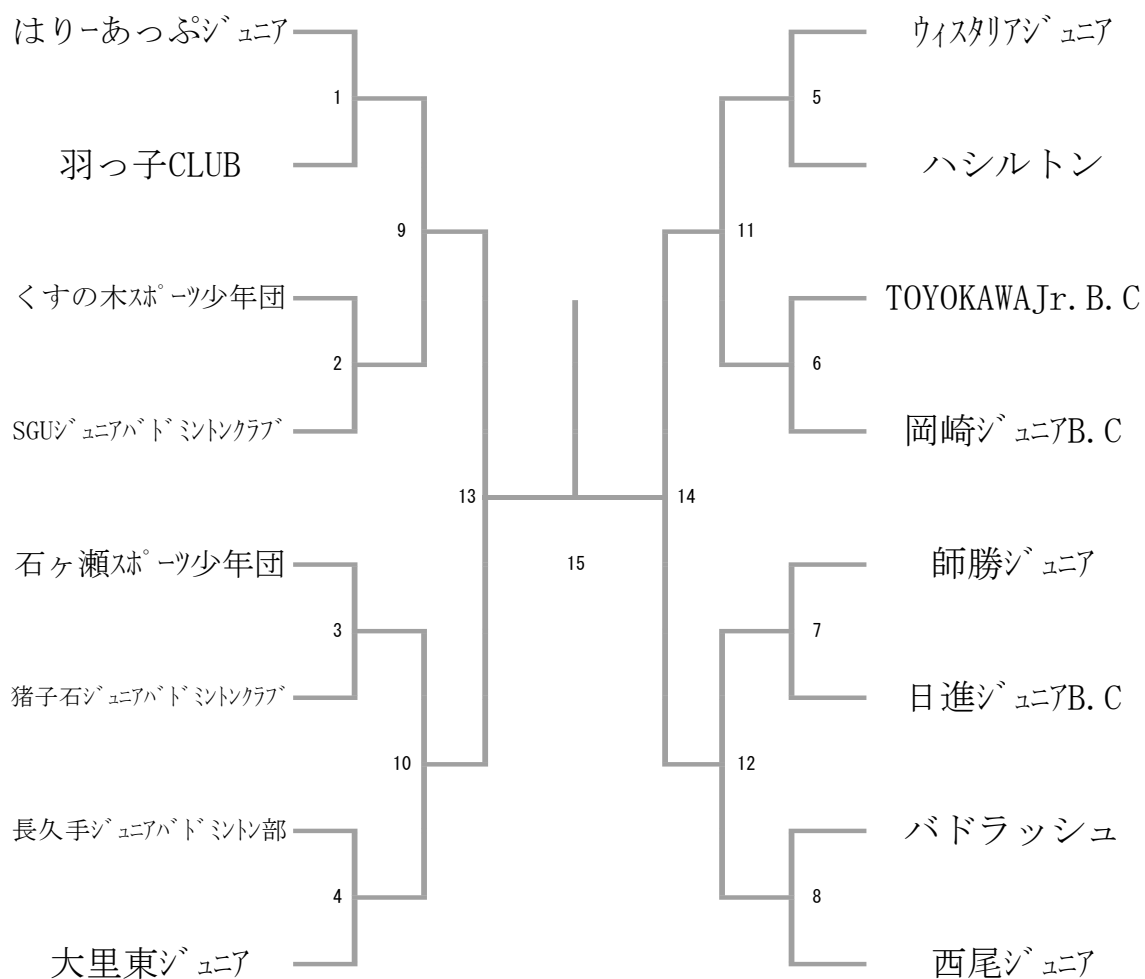 はりーあっぷｼﾞｭﾆｱ
1
羽っ子CLUB
9
くすの木ｽﾎﾟｰﾂ少年団
2
SGUｼﾞｭﾆｱﾊﾞﾄﾞﾐﾝﾄﾝｸﾗﾌﾞ
13
石ヶ瀬ｽﾎﾟｰﾂ少年団
3
猪子石ｼﾞｭﾆｱﾊﾞﾄﾞﾐﾝﾄﾝｸﾗﾌﾞ
10
長久手ｼﾞｭﾆｱﾊﾞﾄﾞﾐﾝﾄﾝ部
4
大里東ｼﾞｭﾆｱ
15
ｳｨｽﾀﾘｱｼﾞｭﾆｱ
5
ハシルトン
11
TOYOKAWAJr.B.C
6
岡崎ｼﾞｭﾆｱB.C
14
師勝ｼﾞｭﾆｱ
7
日進ｼﾞｭﾆｱB.C
12
バドラッシュ
8
西尾ｼﾞｭﾆｱ